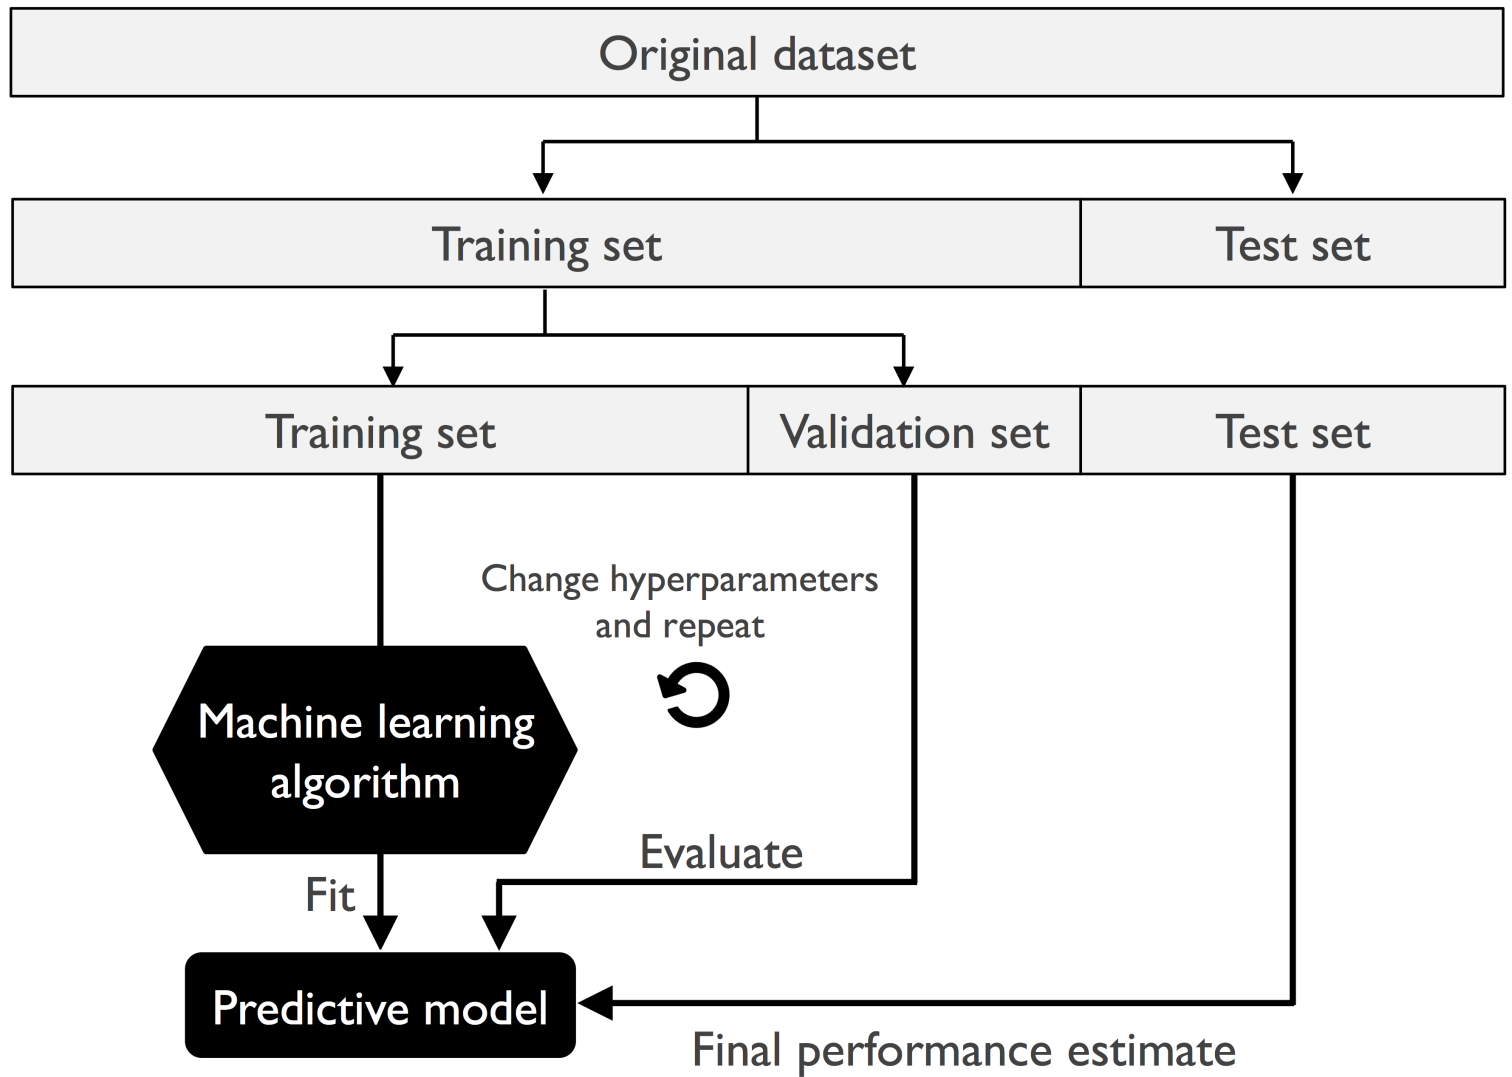 Original dataset
Training set
Test set
Training set
Validation set
Test set
Change hyperparameters
and repeat
Machine learning
algorithm
Evaluate
Fit
Predictive model
Final performance estimate